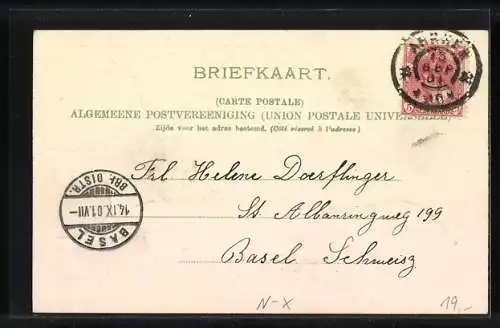 BRIEFKAART.
(CARTE POSTALE)
ALGEMEENE POSTVEREENIGING (UNION POSTALE UNIVERSELLE)
Zijde voor het adres bestemd. (Côté réservé à l'adresse.)
Frl Helene Doerflinger
St. Albanringweg 199
Basel Schweiz
BRF. DISTR.
14.IX.01.VII
BASEL
N-X
19,-